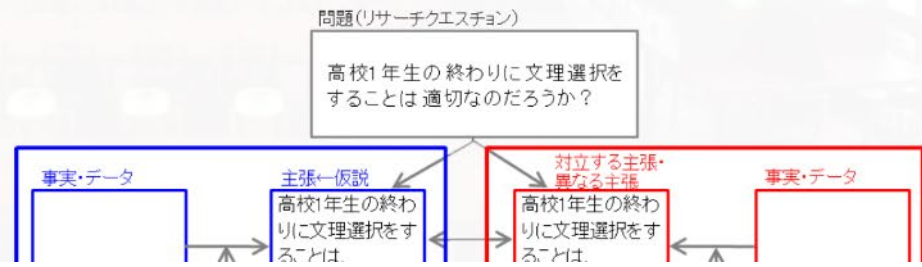 問題(リサーチクエスチョン)
高校1年生の終わりに文理選択を
することは適切なのだろうか？
事実・データ
主張←仮説
高校1年生の終わ
りに文理選択をす
ることは、
対立する主張・
異なる主張
高校1年生の終わ
りに文理選択をす
ることは、
事実・データ